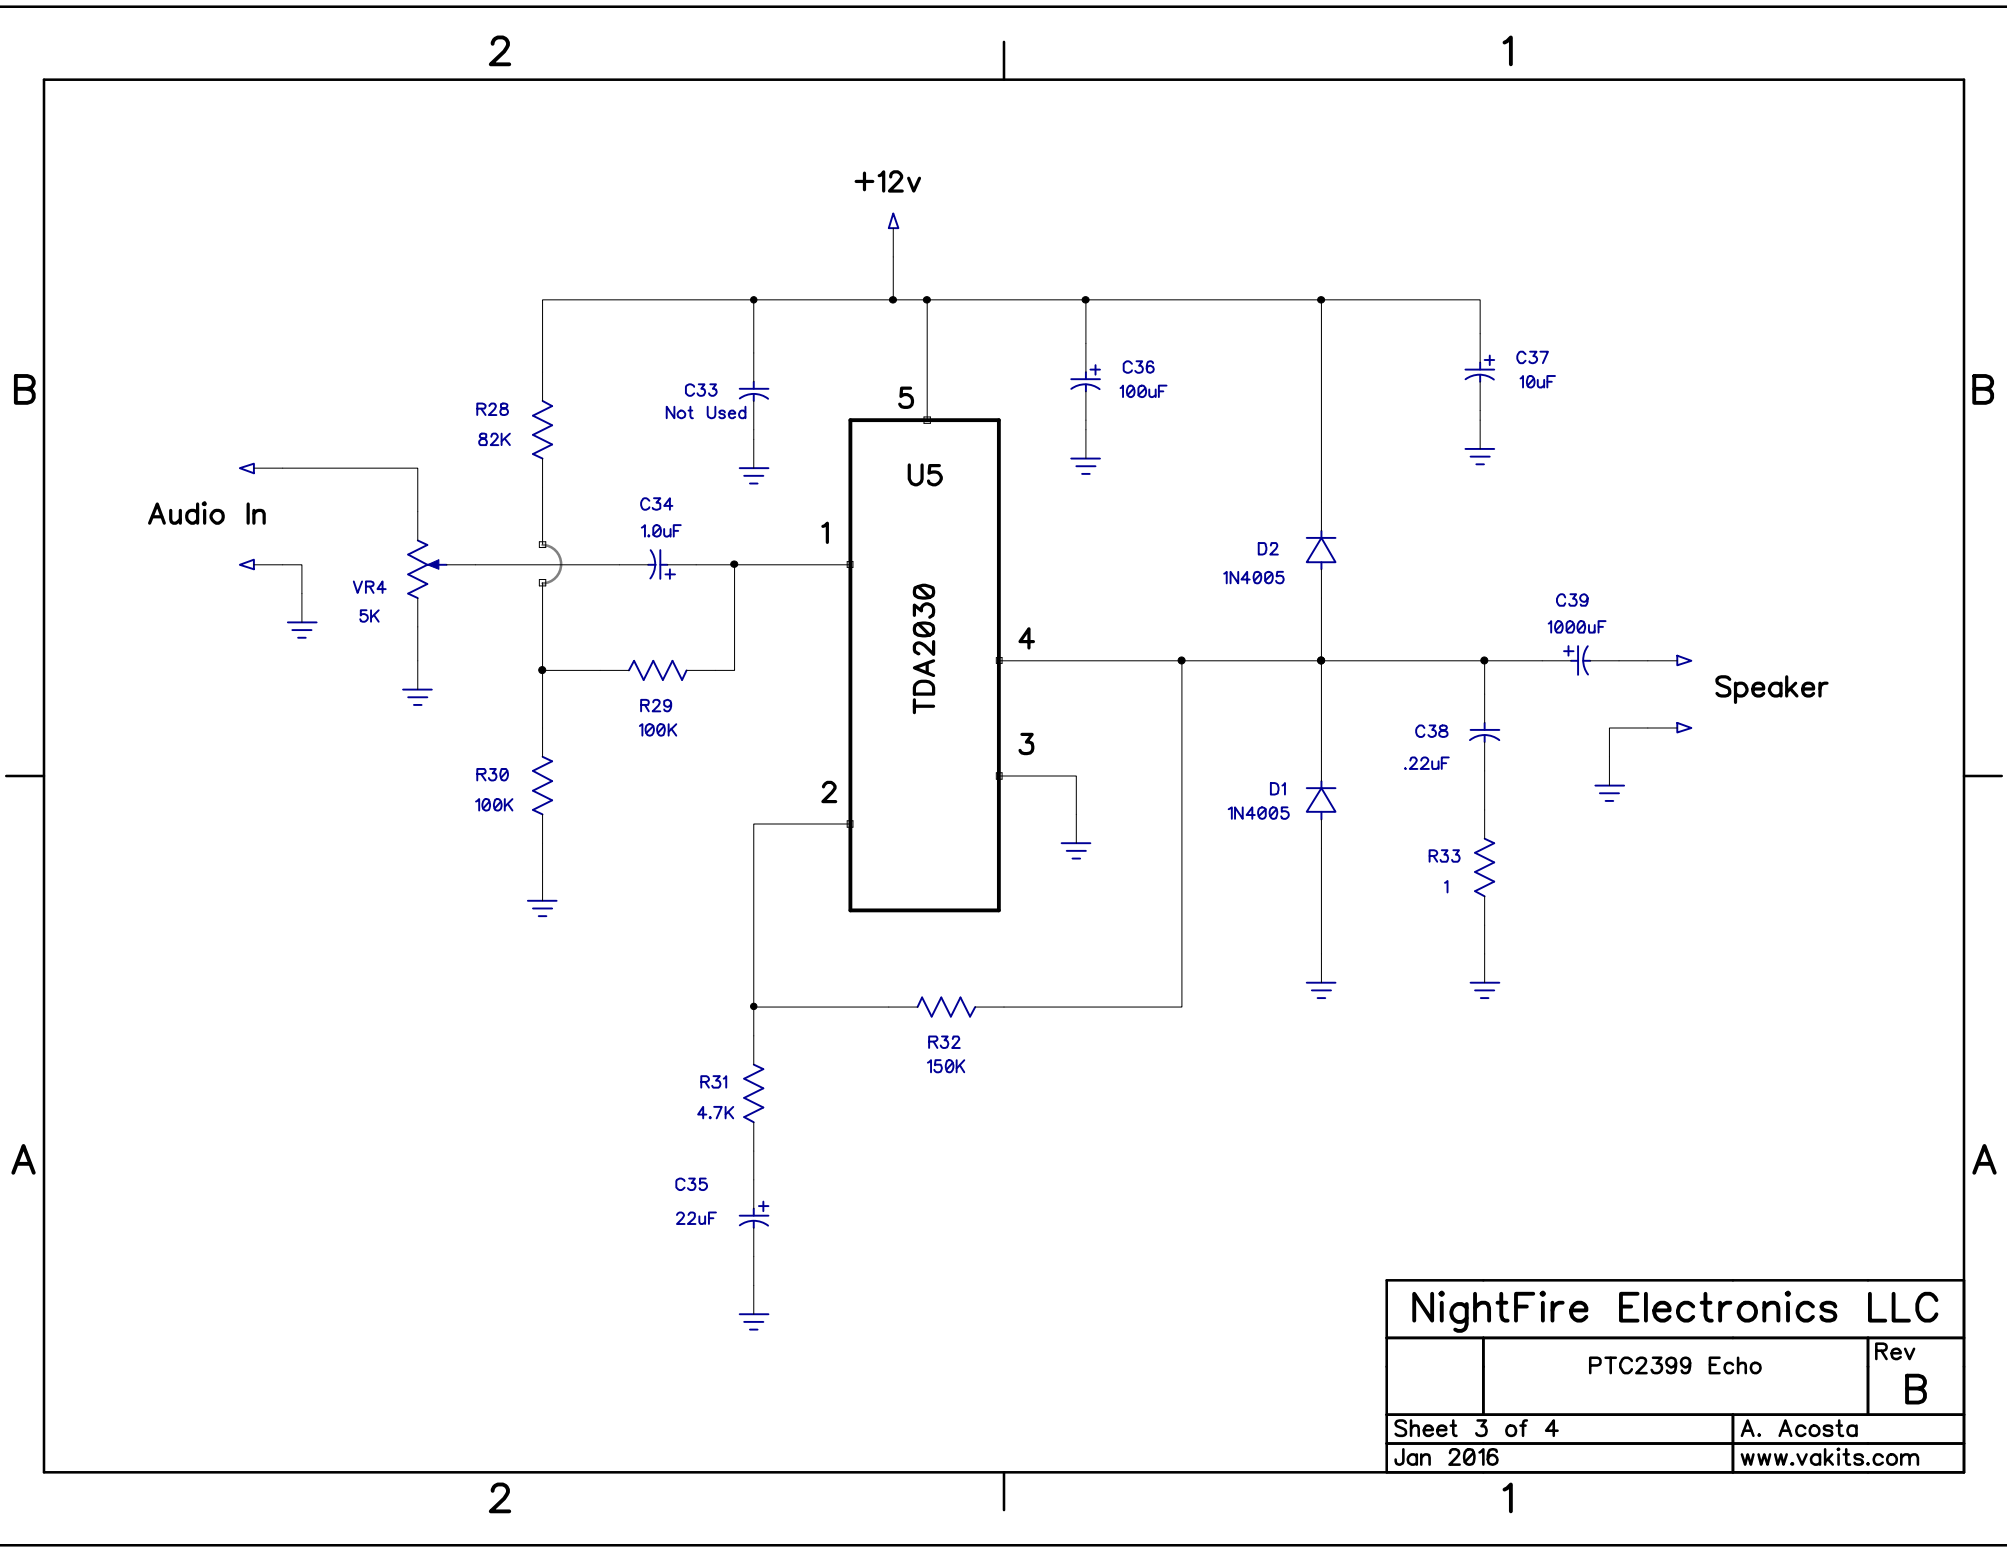 2
1
+12v
B
B
C37
10uF
C36
100uF
C33
Not Used
5
R28
82K
U5
Audio In
C34
1.0uF
1
D2
1N4005
VR4
5K
TDA2030
C39
1000uF
4
Speaker
R29
100K
C38
.22uF
3
R30
100K
2
D1
1N4005
R33
1
R32
150K
R31
4.7K
A
A
C35
22uF
NightFire Electronics LLC
PTC2399 Echo
Rev
B
Sheet 3 of 4
A. Acosta
Jan 2016
www.vakits.com
2
1